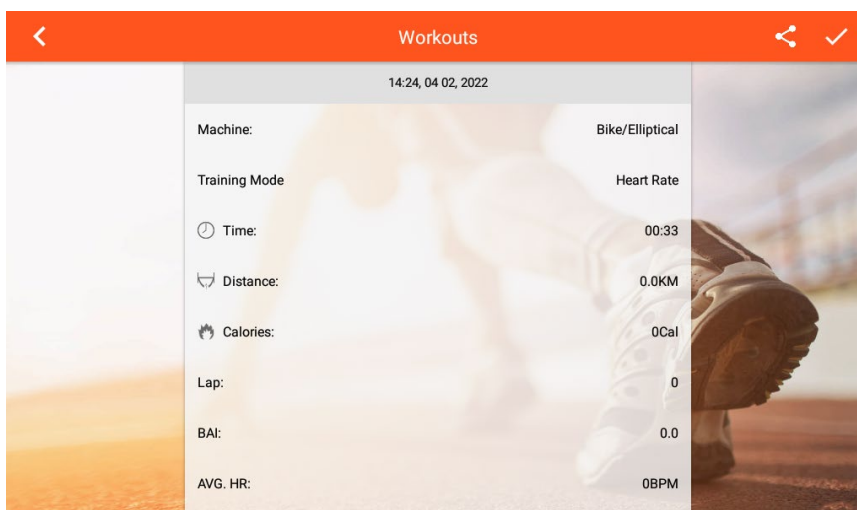 Workouts
14:24, 04 02, 2022
Machine: Bike/Elliptical
Training Mode Heart Rate
Time: 00:33
Distance: 0.0KM
Calories: 0Cal
Lap: 0
BAI: 0.0
AVG. HR: 0BPM